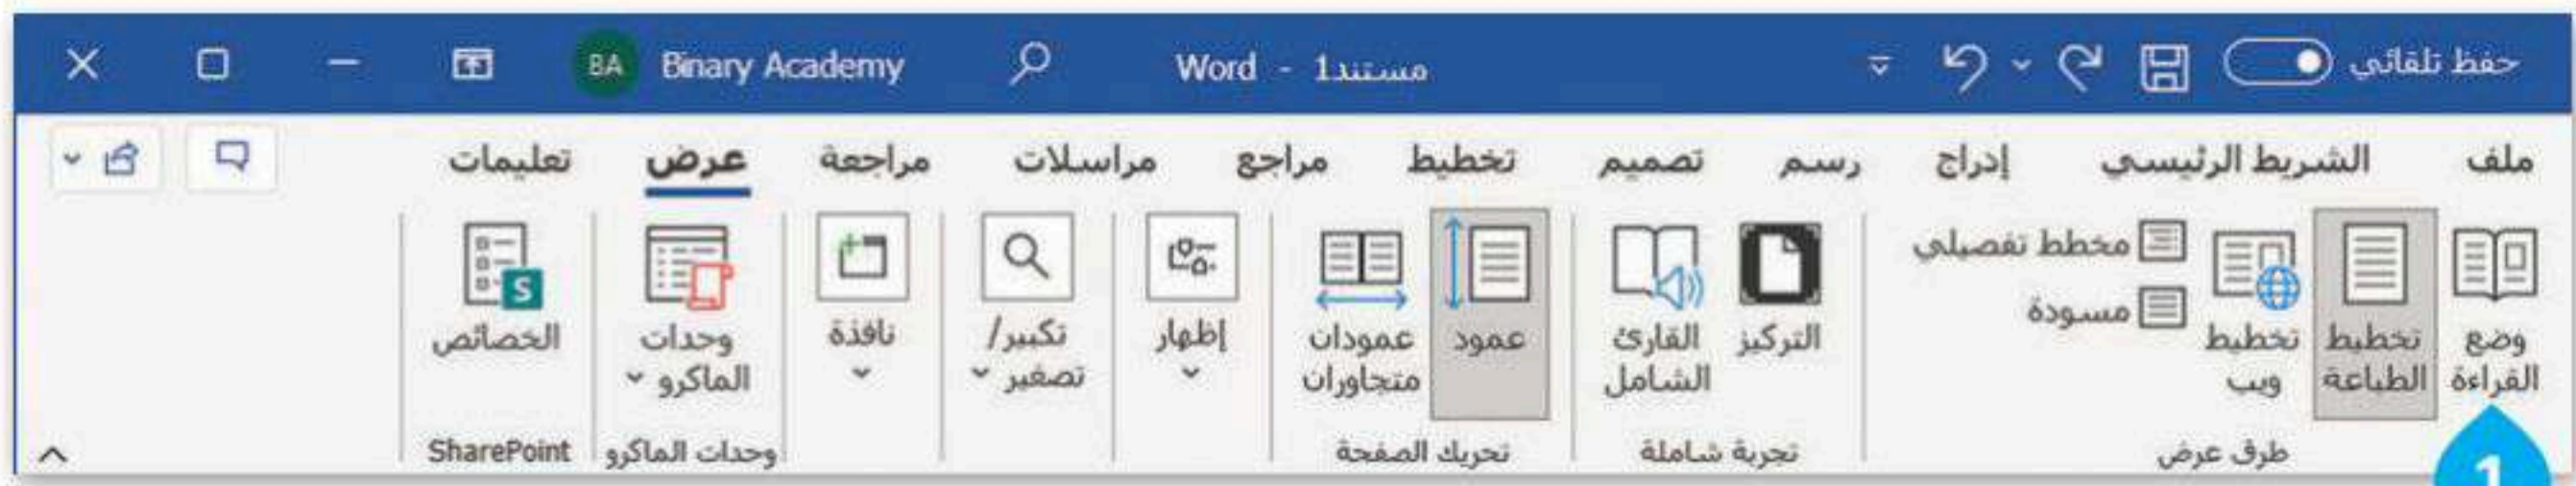 حفظ تلقائي
مستند1 - Word
Binary Academy BA
ملف الشريط الرئيسي إدراج رسم تصميم تخطيط مراجع مراسلات مراجعة عرض تعليمات
وضع القراءة
تخطيط الطباعة
تخطيط ويب
مخطط تفصيلي
مسودة
طرق عرض
التركيز
القارئ الشامل
تجربة شاملة
عمود
عمودان متجاوران
تحريك الصفحة
إظهار
تكبير/ تصغير
نافذة
وحدات الماكرو
وحدات الماكرو
الخصائص
S
SharePoint
1